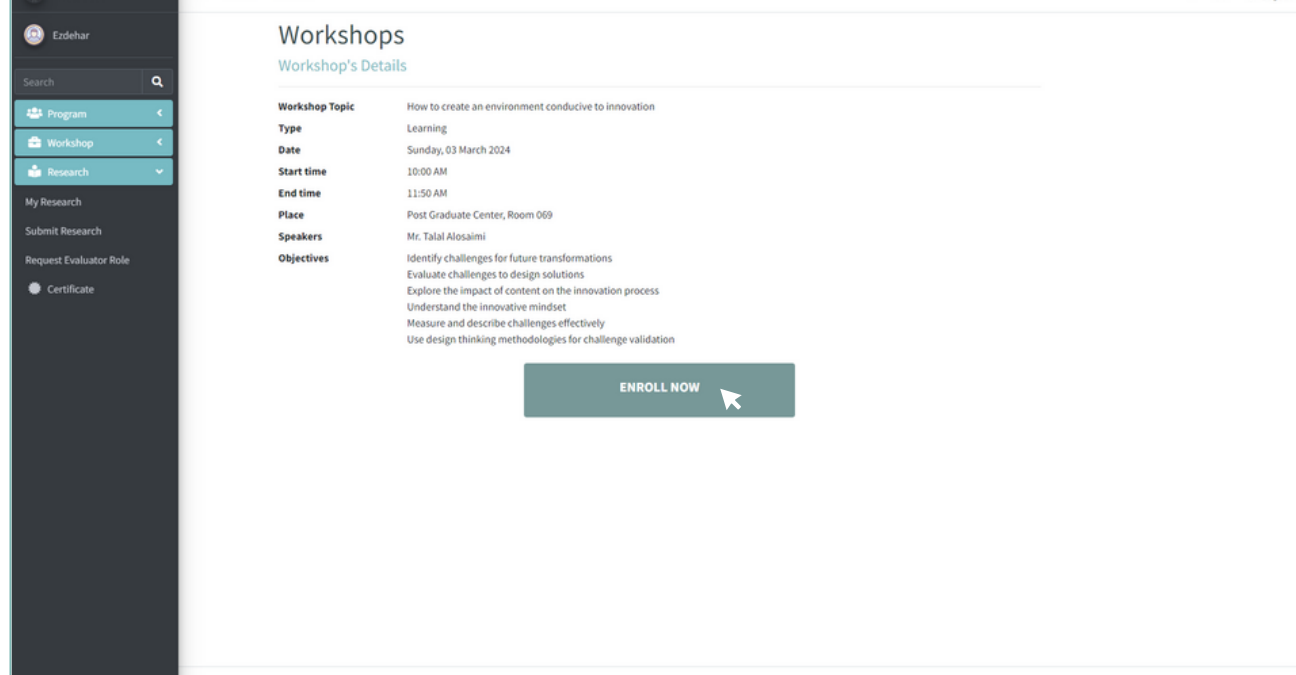 Ezdehar
Search
Program
Workshop
Research
My Research
Submit Research
Request Evaluator Role
Certificate
Workshops
Workshop's Details
Workshop Topic How to create an environment conducive to innovation
Type Learning
Date Sunday, 03 March 2024
Start time 10:00 AM
End time 11:50 AM
Place Post Graduate Center, Room 069
Speakers Mr. Talal Alosaimi
Objectives Identify challenges for future transformations
Evaluate challenges to design solutions
Explore the impact of content on the innovation process
Understand the innovative mindset
Measure and describe challenges effectively
Use design thinking methodologies for challenge validation
ENROLL NOW